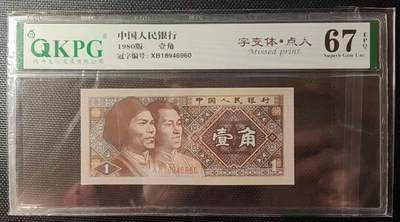 QKPG
中国人民银行
1980版 壹角
冠字编号: XB18946960
字变体·点人
Missed print
67
EPQ
Superb Gem Unc
中国人民银行
壹角
1
1